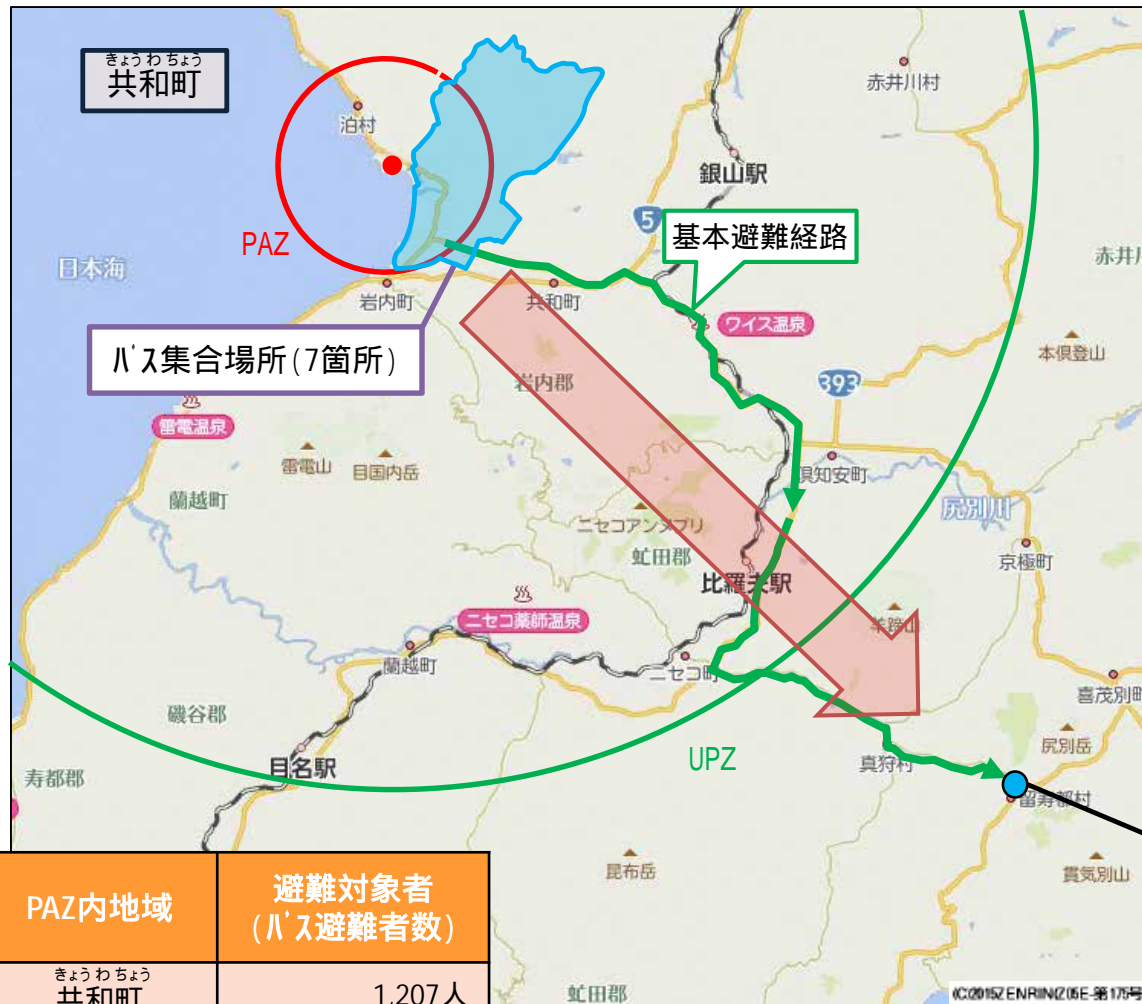 きょうわちょう
共和町
赤井川村
泊村
銀山駅
5
PAZ
基本避難経路
日本海
岩内町
共和町
ワイス温泉
バス集合場所(7箇所)
本倶登山
岩内郡
393
雷電温泉
雷電山
目国内岳
倶知安町
蘭越町
尻別川
ニセコアンヌプリ
虻田郡
京極町
比羅夫駅
羊蹄山
ニセコ薬師温泉
蘭越町
ニセコ町
喜茂別町
磯谷郡
尻別岳
UPZ
真狩村
目名駅
寿都郡
留寿都村
昆布岳
貫気別山
PAZ内地域
避難対象者
(バス避難者数)
きょうわちょう
共和町
1,207人
虻田郡